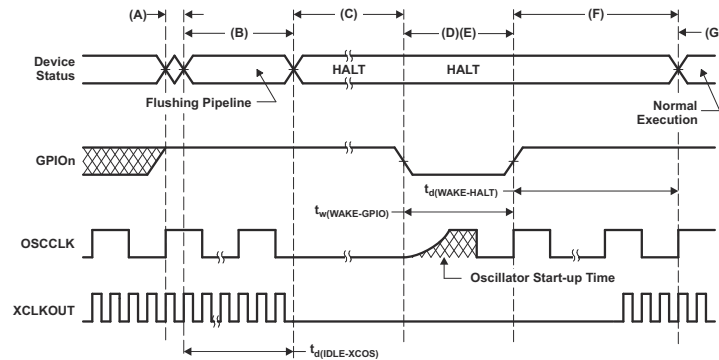 (A)
(B)
(C)
(D)(E)
(F)
(G
Device
Status
HALT
HALT
Flushing Pipeline
Normal
Execution
GPIOn
td(WAKE-HALT)
tw(WAKE-GPIO)
OSCCLK
Oscillator Start-up Time
XCLKOUT
td(IDLE-XCOS)